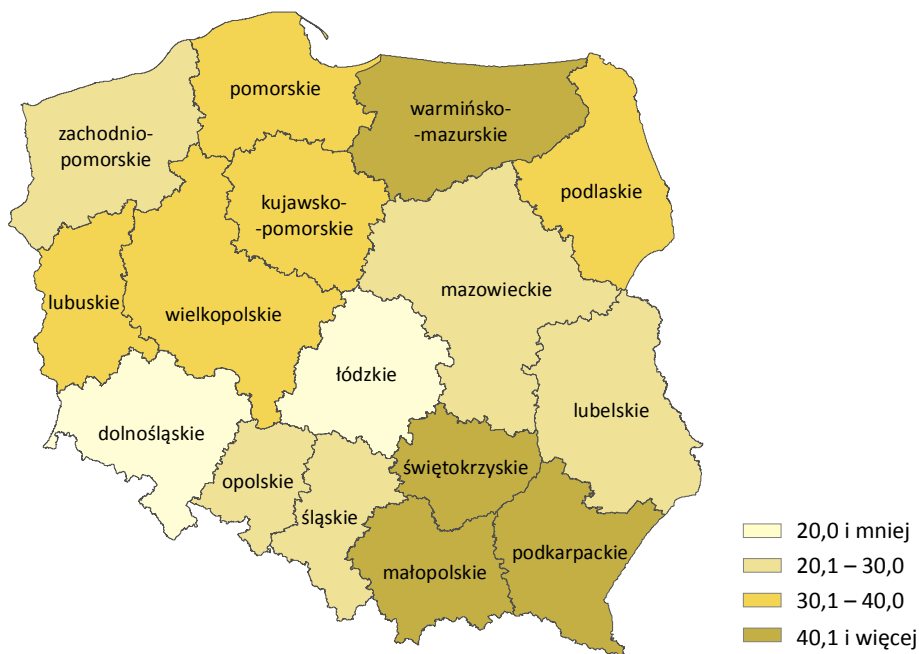 pomorskie
warmińsko-
-mazurskie
zachodnio-
pomorskie
podlaskie
kujawsko-
-pomorskie
mazowieckie
lubuskie
wielkopolskie
łódzkie
lubelskie
dolnośląskie
świętokrzyskie
opolskie
śląskie
podkarpackie
małopolskie
20,0 i mniej
20,1 – 30,0
30,1 – 40,0
40,1 i więcej